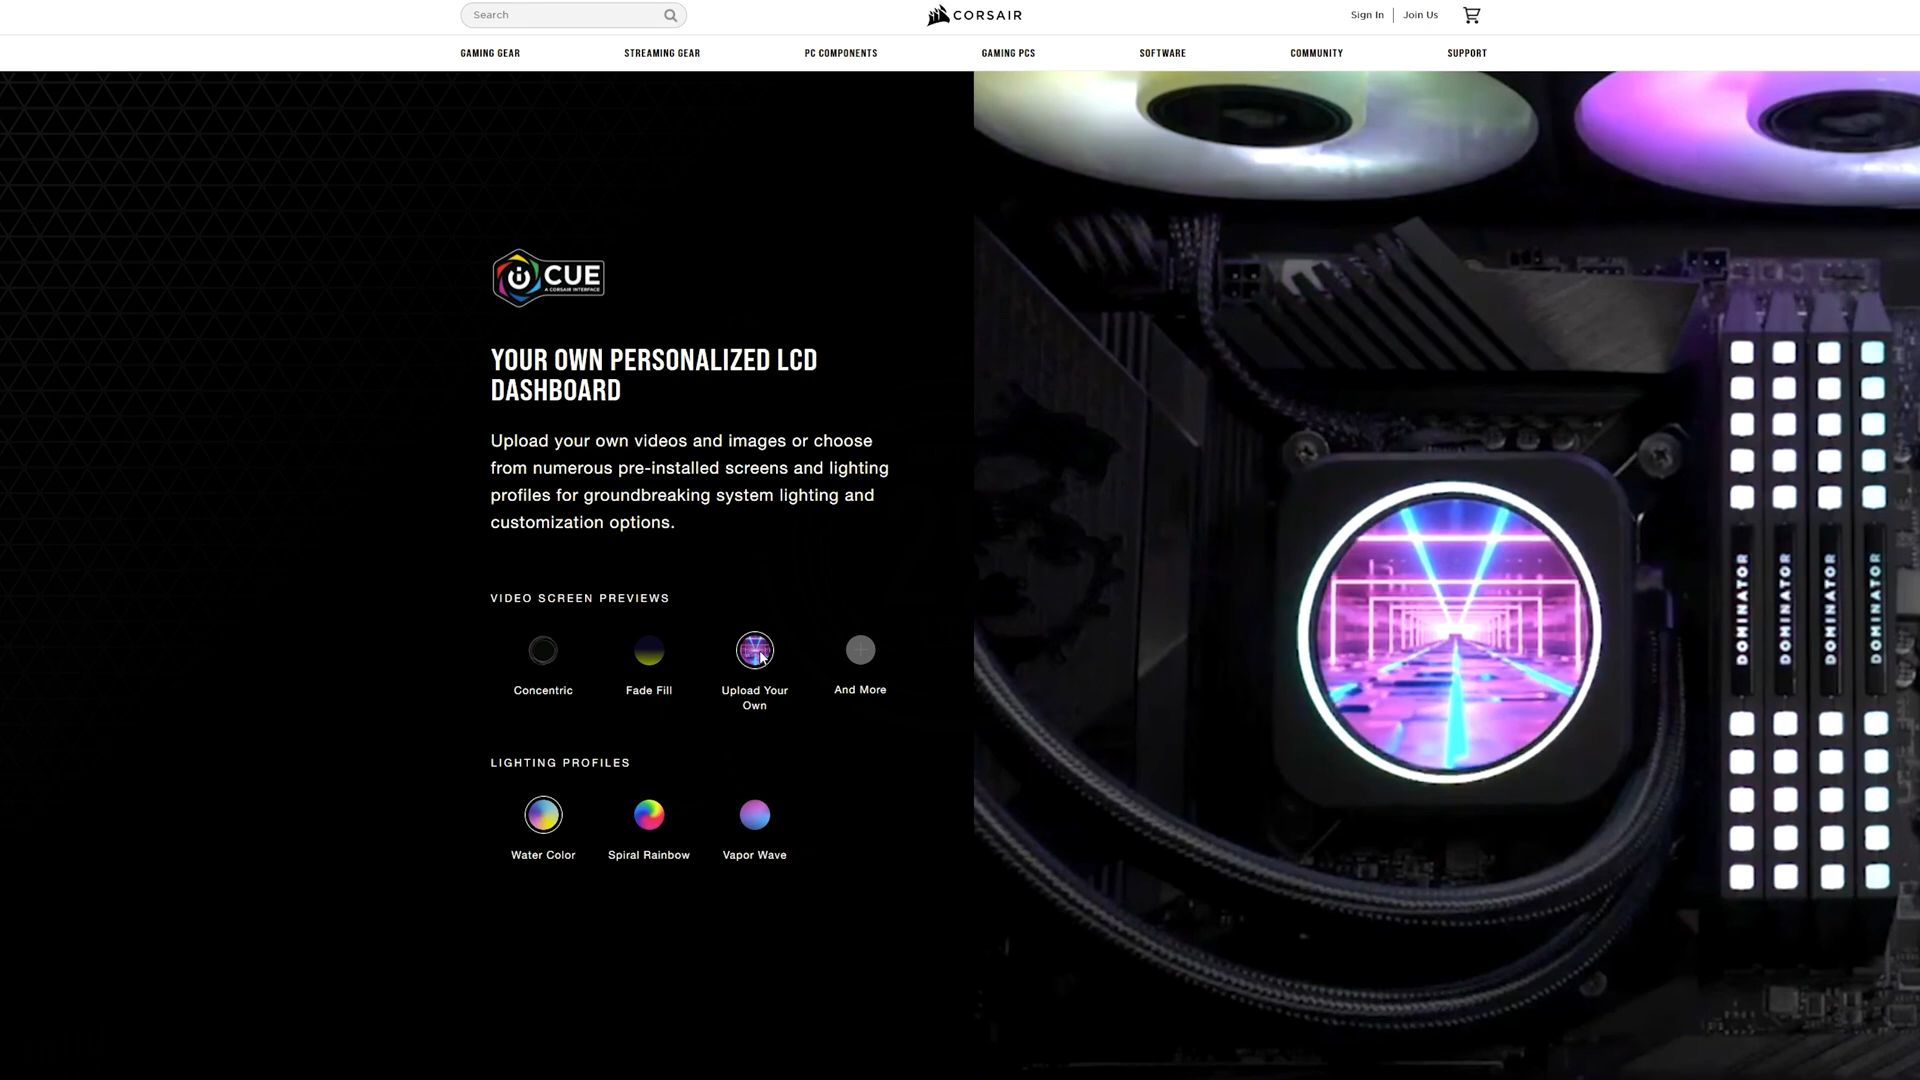 Search
CORSAIR
Sign In
Join Us
GAMING GEAR
STREAMING GEAR
PC COMPONENTS
GAMING PCS
SOFTWARE
COMMUNITY
SUPPORT
iCUE
A CORSAIR INTERFACE
YOUR OWN PERSONALIZED LCD
DASHBOARD
Upload your own videos and images or choose
from numerous pre-installed screens and lighting
profiles for groundbreaking system lighting and
customization options.
VIDEO SCREEN PREVIEWS
Concentric
Fade Fill
Upload Your
Own
And More
LIGHTING PROFILES
Water Color
Spiral Rainbow
Vapor Wave
DOMINATOR
DOMINATOR
DOMINATOR
DOMINATOR